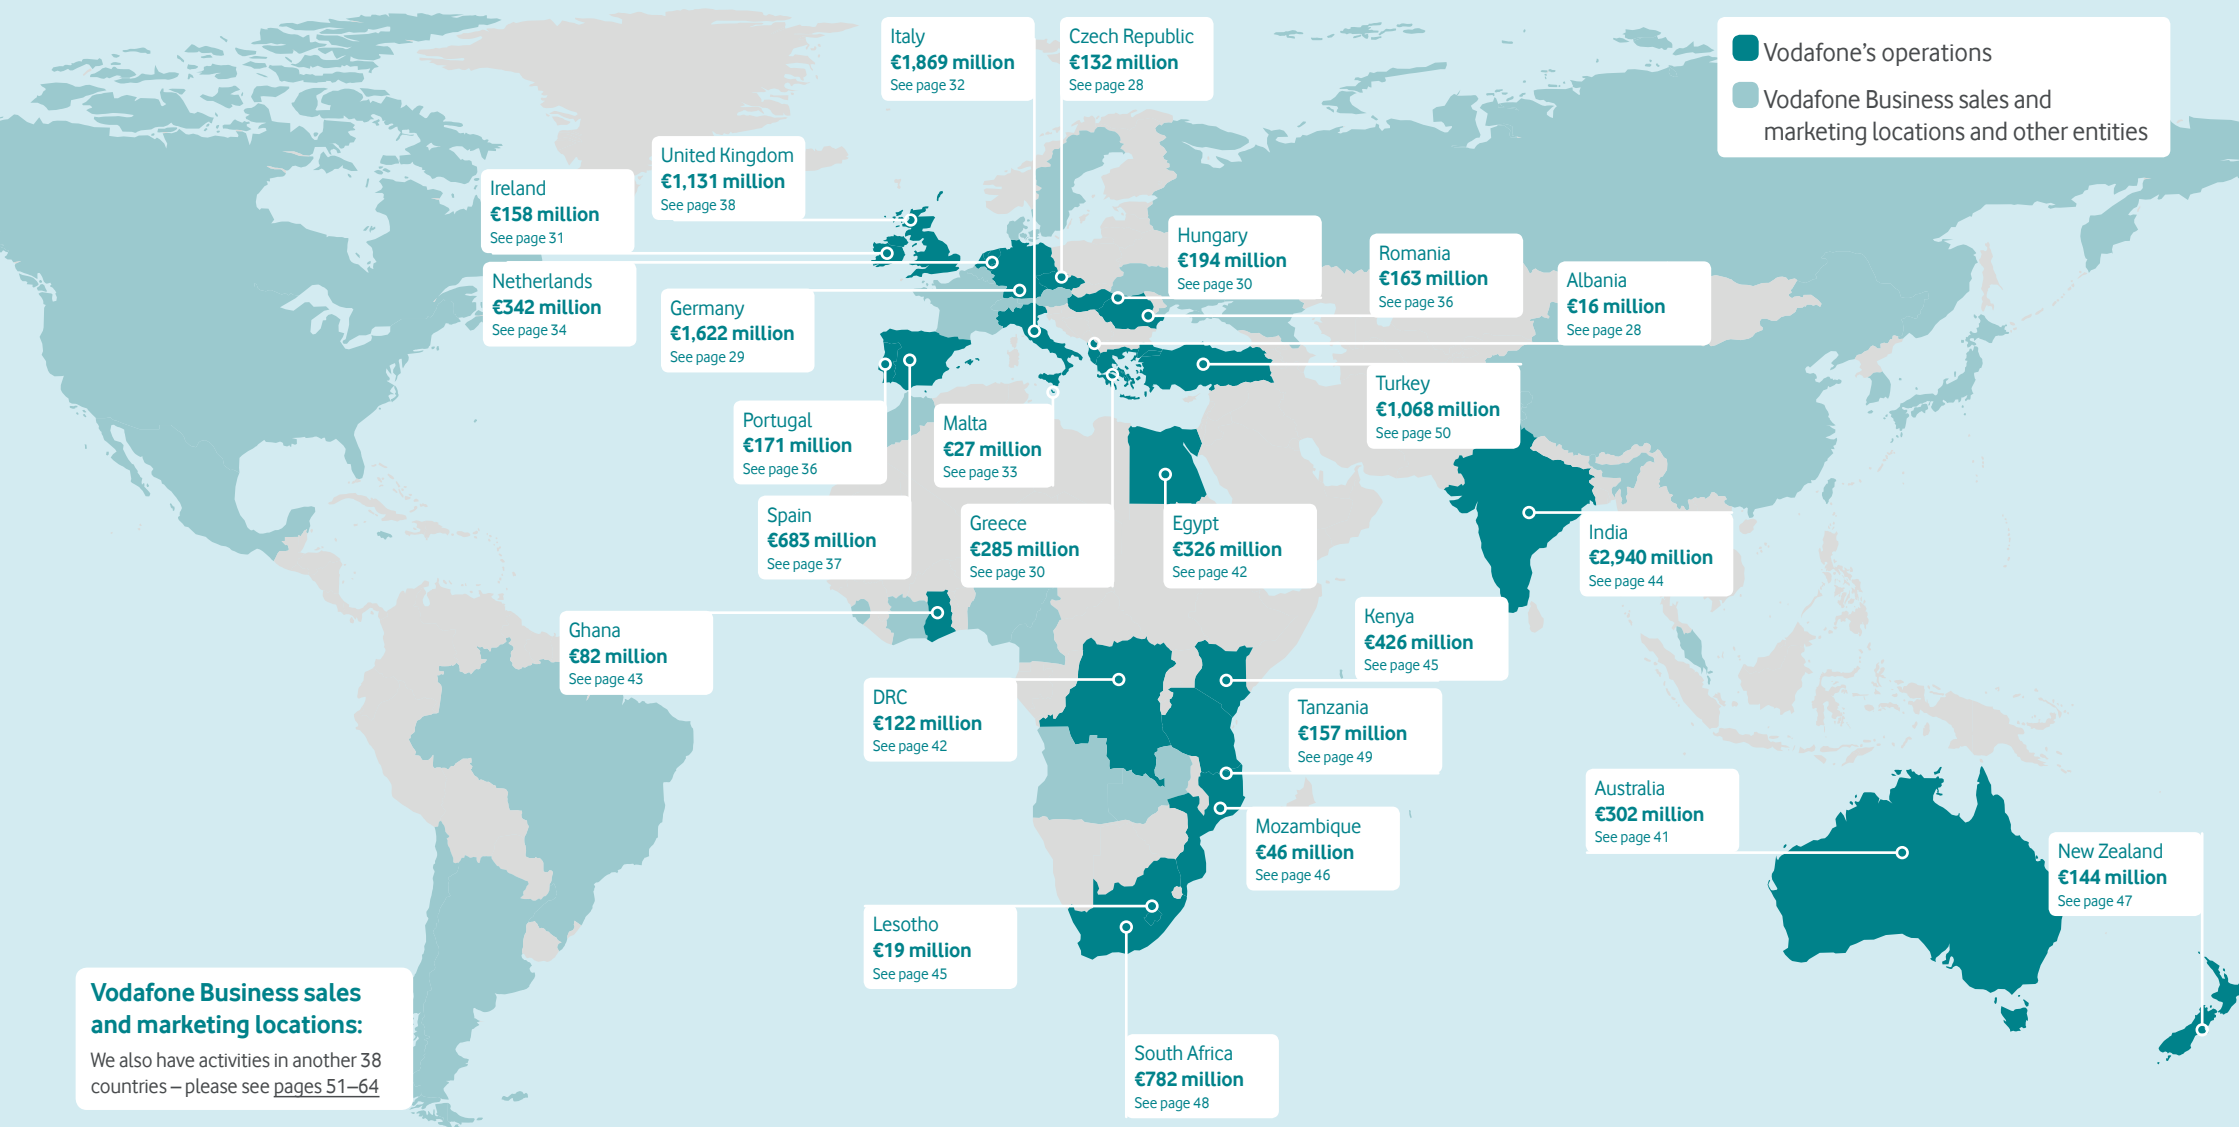 Italy
€1,869 million
See page 32
Czech Republic
€132 million
See page 28
Vodafone's operations
Vodafone Business sales and
marketing locations and other entities
United Kingdom
€1,131 million
See page 38
Ireland
€158 million
See page 31
Netherlands
€342 million
See page 34
Germany
€1,622 million
See page 29
Hungary
€194 million
See page 30
Romania
€163 million
See page 36
Albania
€16 million
See page 28
Turkey
€1,068 million
See page 50
Portugal
€171 million
See page 36
Malta
€27 million
See page 33
Spain
€683 million
See page 37
Greece
€285 million
See page 30
Egypt
€326 million
See page 42
India
€2,940 million
See page 44
Ghana
€82 million
See page 43
Kenya
€426 million
See page 45
DRC
€122 million
See page 42
Tanzania
€157 million
See page 49
Australia
€302 million
See page 41
Mozambique
€46 million
See page 46
New Zealand
€144 million
See page 47
Lesotho
€19 million
See page 45
South Africa
€782 million
See page 48
Vodafone Business sales
and marketing locations:
We also have activities in another 38
countries – please see pages 51–64